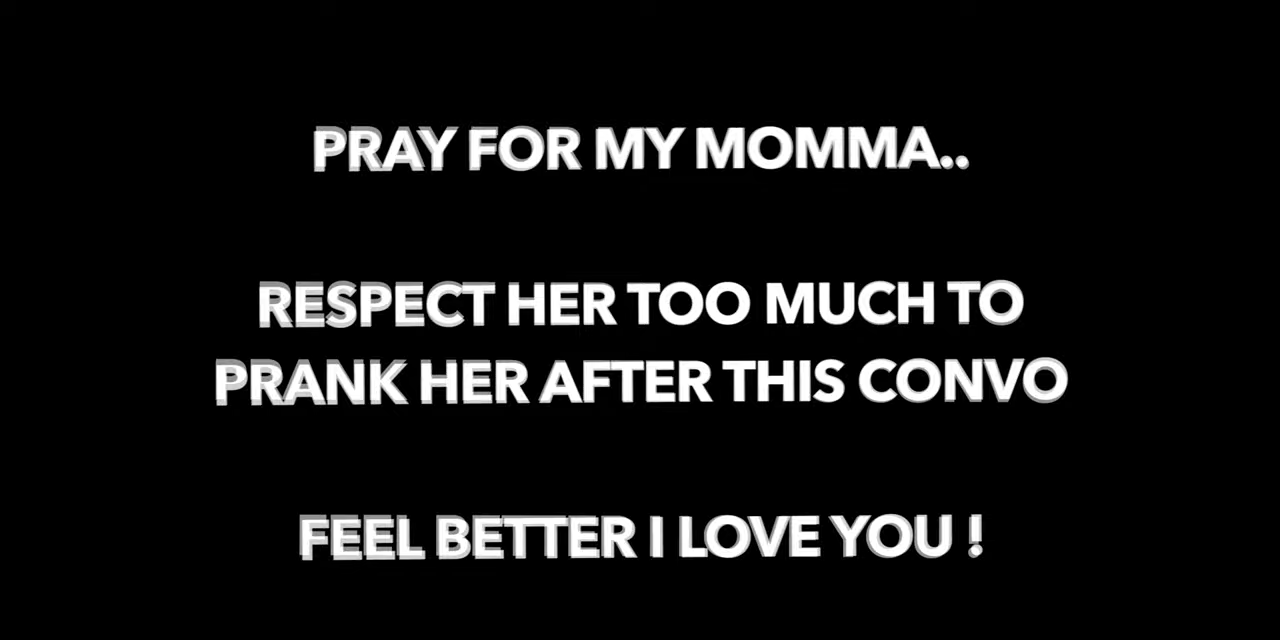 PRAY FOR MY MOMMA..
RESPECT HER TOO MUCH TO
PRANK HER AFTER THIS CONVO
FEEL BETTER I LOVE YOU !